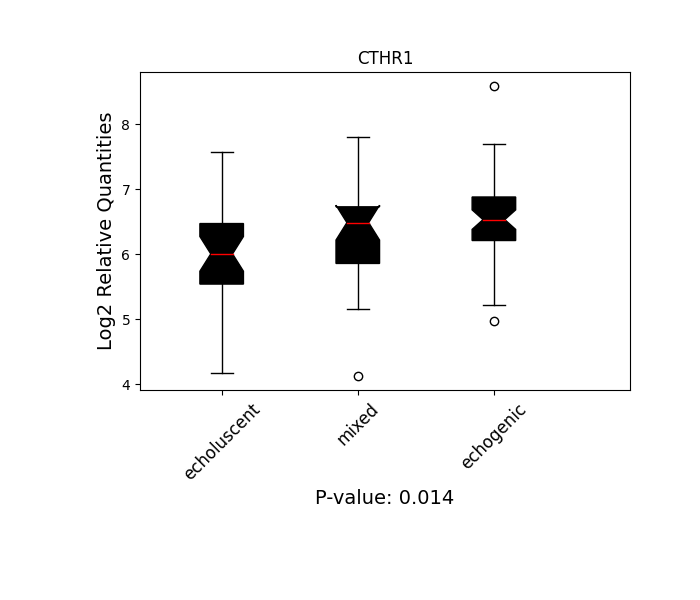 CTHR1
Log2 Relative Quantities
8
7
6
5
4
echoluscent
mixed
echogenic
P-value: 0.014